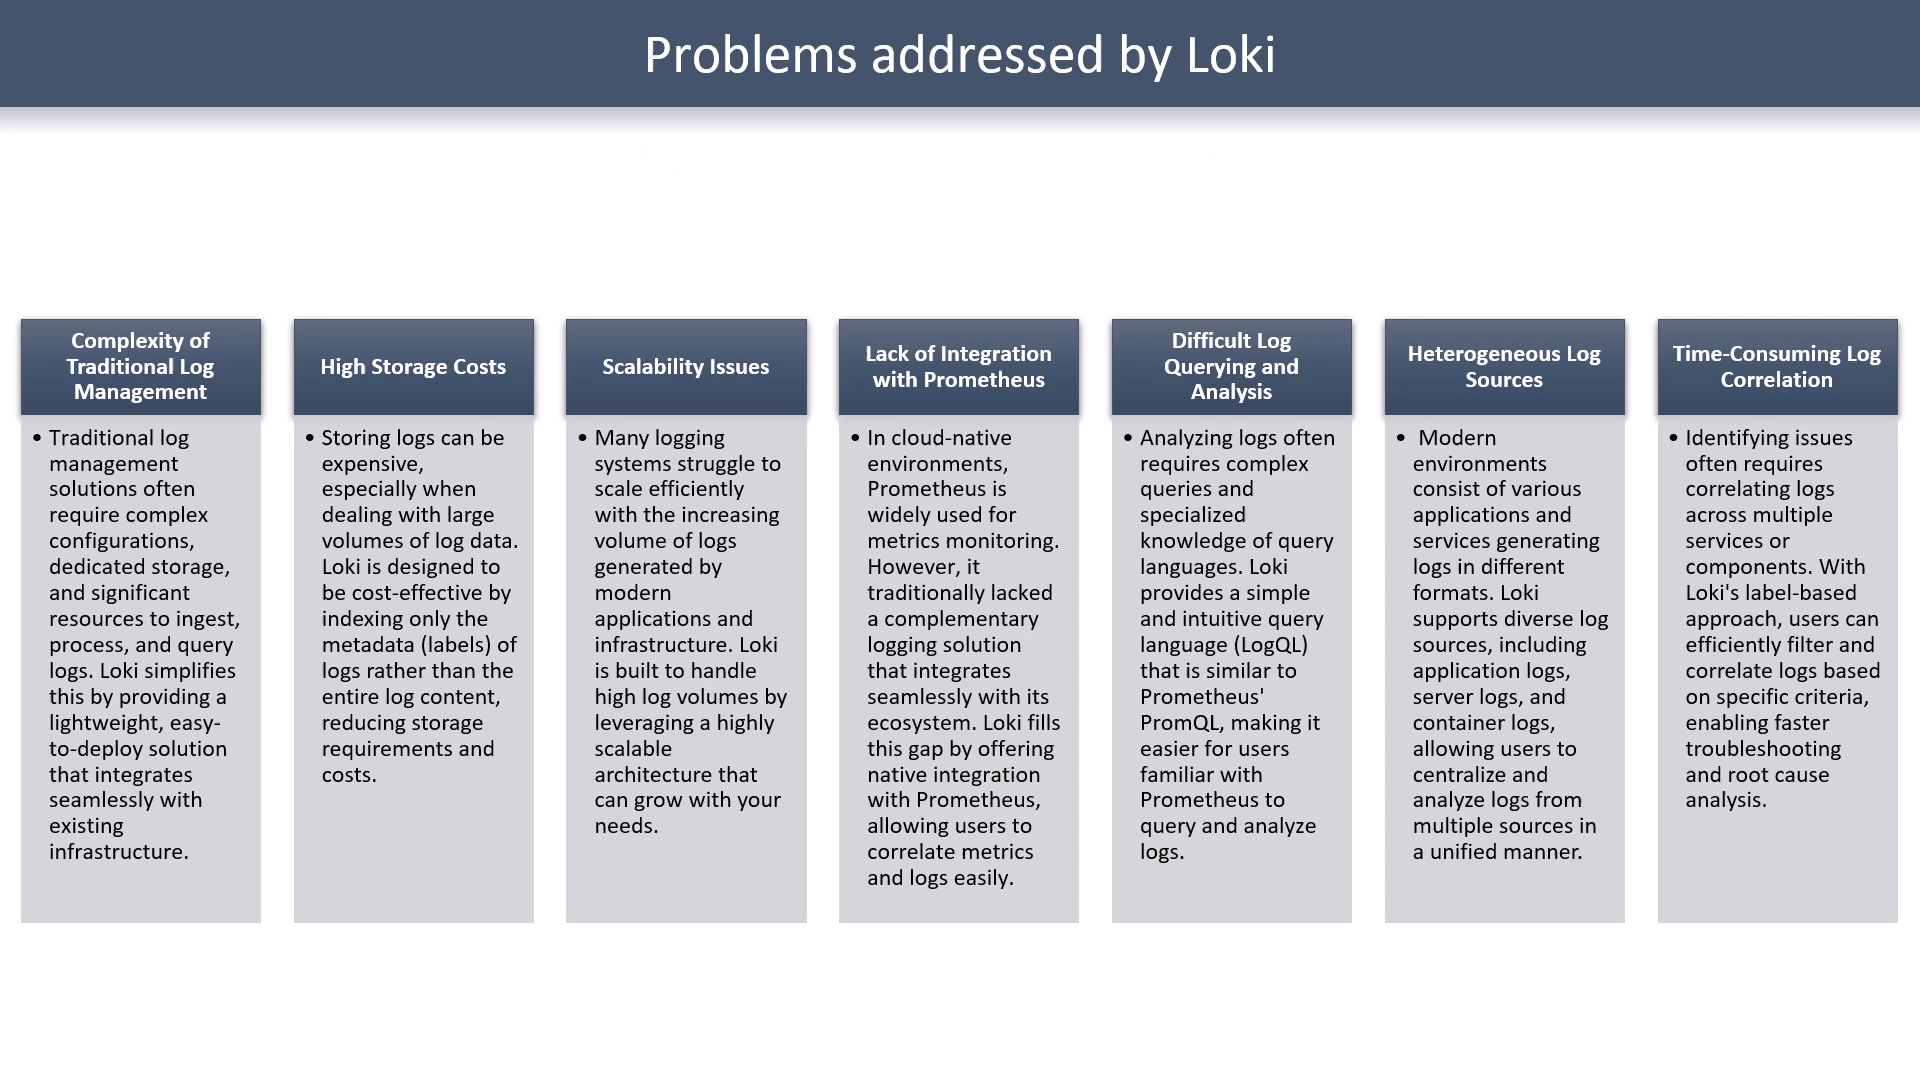 Problems addressed by Loki
Complexity of
Traditional Log
Management
• Traditional log
management
solutions often
require complex
configurations,
dedicated storage,
and significant
resources to ingest,
process, and query
logs. Loki simplifies
this by providing a
lightweight, easy-
to-deploy solution
that integrates
seamlessly with
existing
infrastructure.
High Storage Costs
• Storing logs can be
expensive,
especially when
dealing with large
volumes of log data.
Loki is designed to
be cost-effective by
indexing only the
metadata (labels) of
logs rather than the
entire log content,
reducing storage
requirements and
costs.
Scalability Issues
• Many logging
systems struggle to
scale efficiently
with the increasing
volume of logs
generated by
modern
applications and
infrastructure. Loki
is built to handle
high log volumes by
leveraging a highly
scalable
architecture that
can grow with your
needs.
Lack of Integration
with Prometheus
• In cloud-native
environments,
Prometheus is
widely used for
metrics monitoring.
However, it
traditionally lacked
a complementary
logging solution
that integrates
seamlessly with its
ecosystem. Loki fills
this gap by offering
native integration
with Prometheus,
allowing users to
correlate metrics
and logs easily.
Difficult Log
Querying and
Analysis
• Analyzing logs often
requires complex
queries and
specialized
knowledge of query
languages. Loki
provides a simple
and intuitive query
language (LogQL)
that is similar to
Prometheus'
PromQL, making it
easier for users
familiar with
Prometheus to
query and analyze
logs.
Heterogeneous Log
Sources
• Modern
environments
consist of various
applications and
services generating
logs in different
formats. Loki
supports diverse log
sources, including
application logs,
server logs, and
container logs,
allowing users to
centralize and
analyze logs from
multiple sources in
a unified manner.
Time-Consuming Log
Correlation
• Identifying issues
often requires
correlating logs
across multiple
services or
components. With
Loki's label-based
approach, users can
efficiently filter and
correlate logs based
on specific criteria,
enabling faster
troubleshooting
and root cause
analysis.